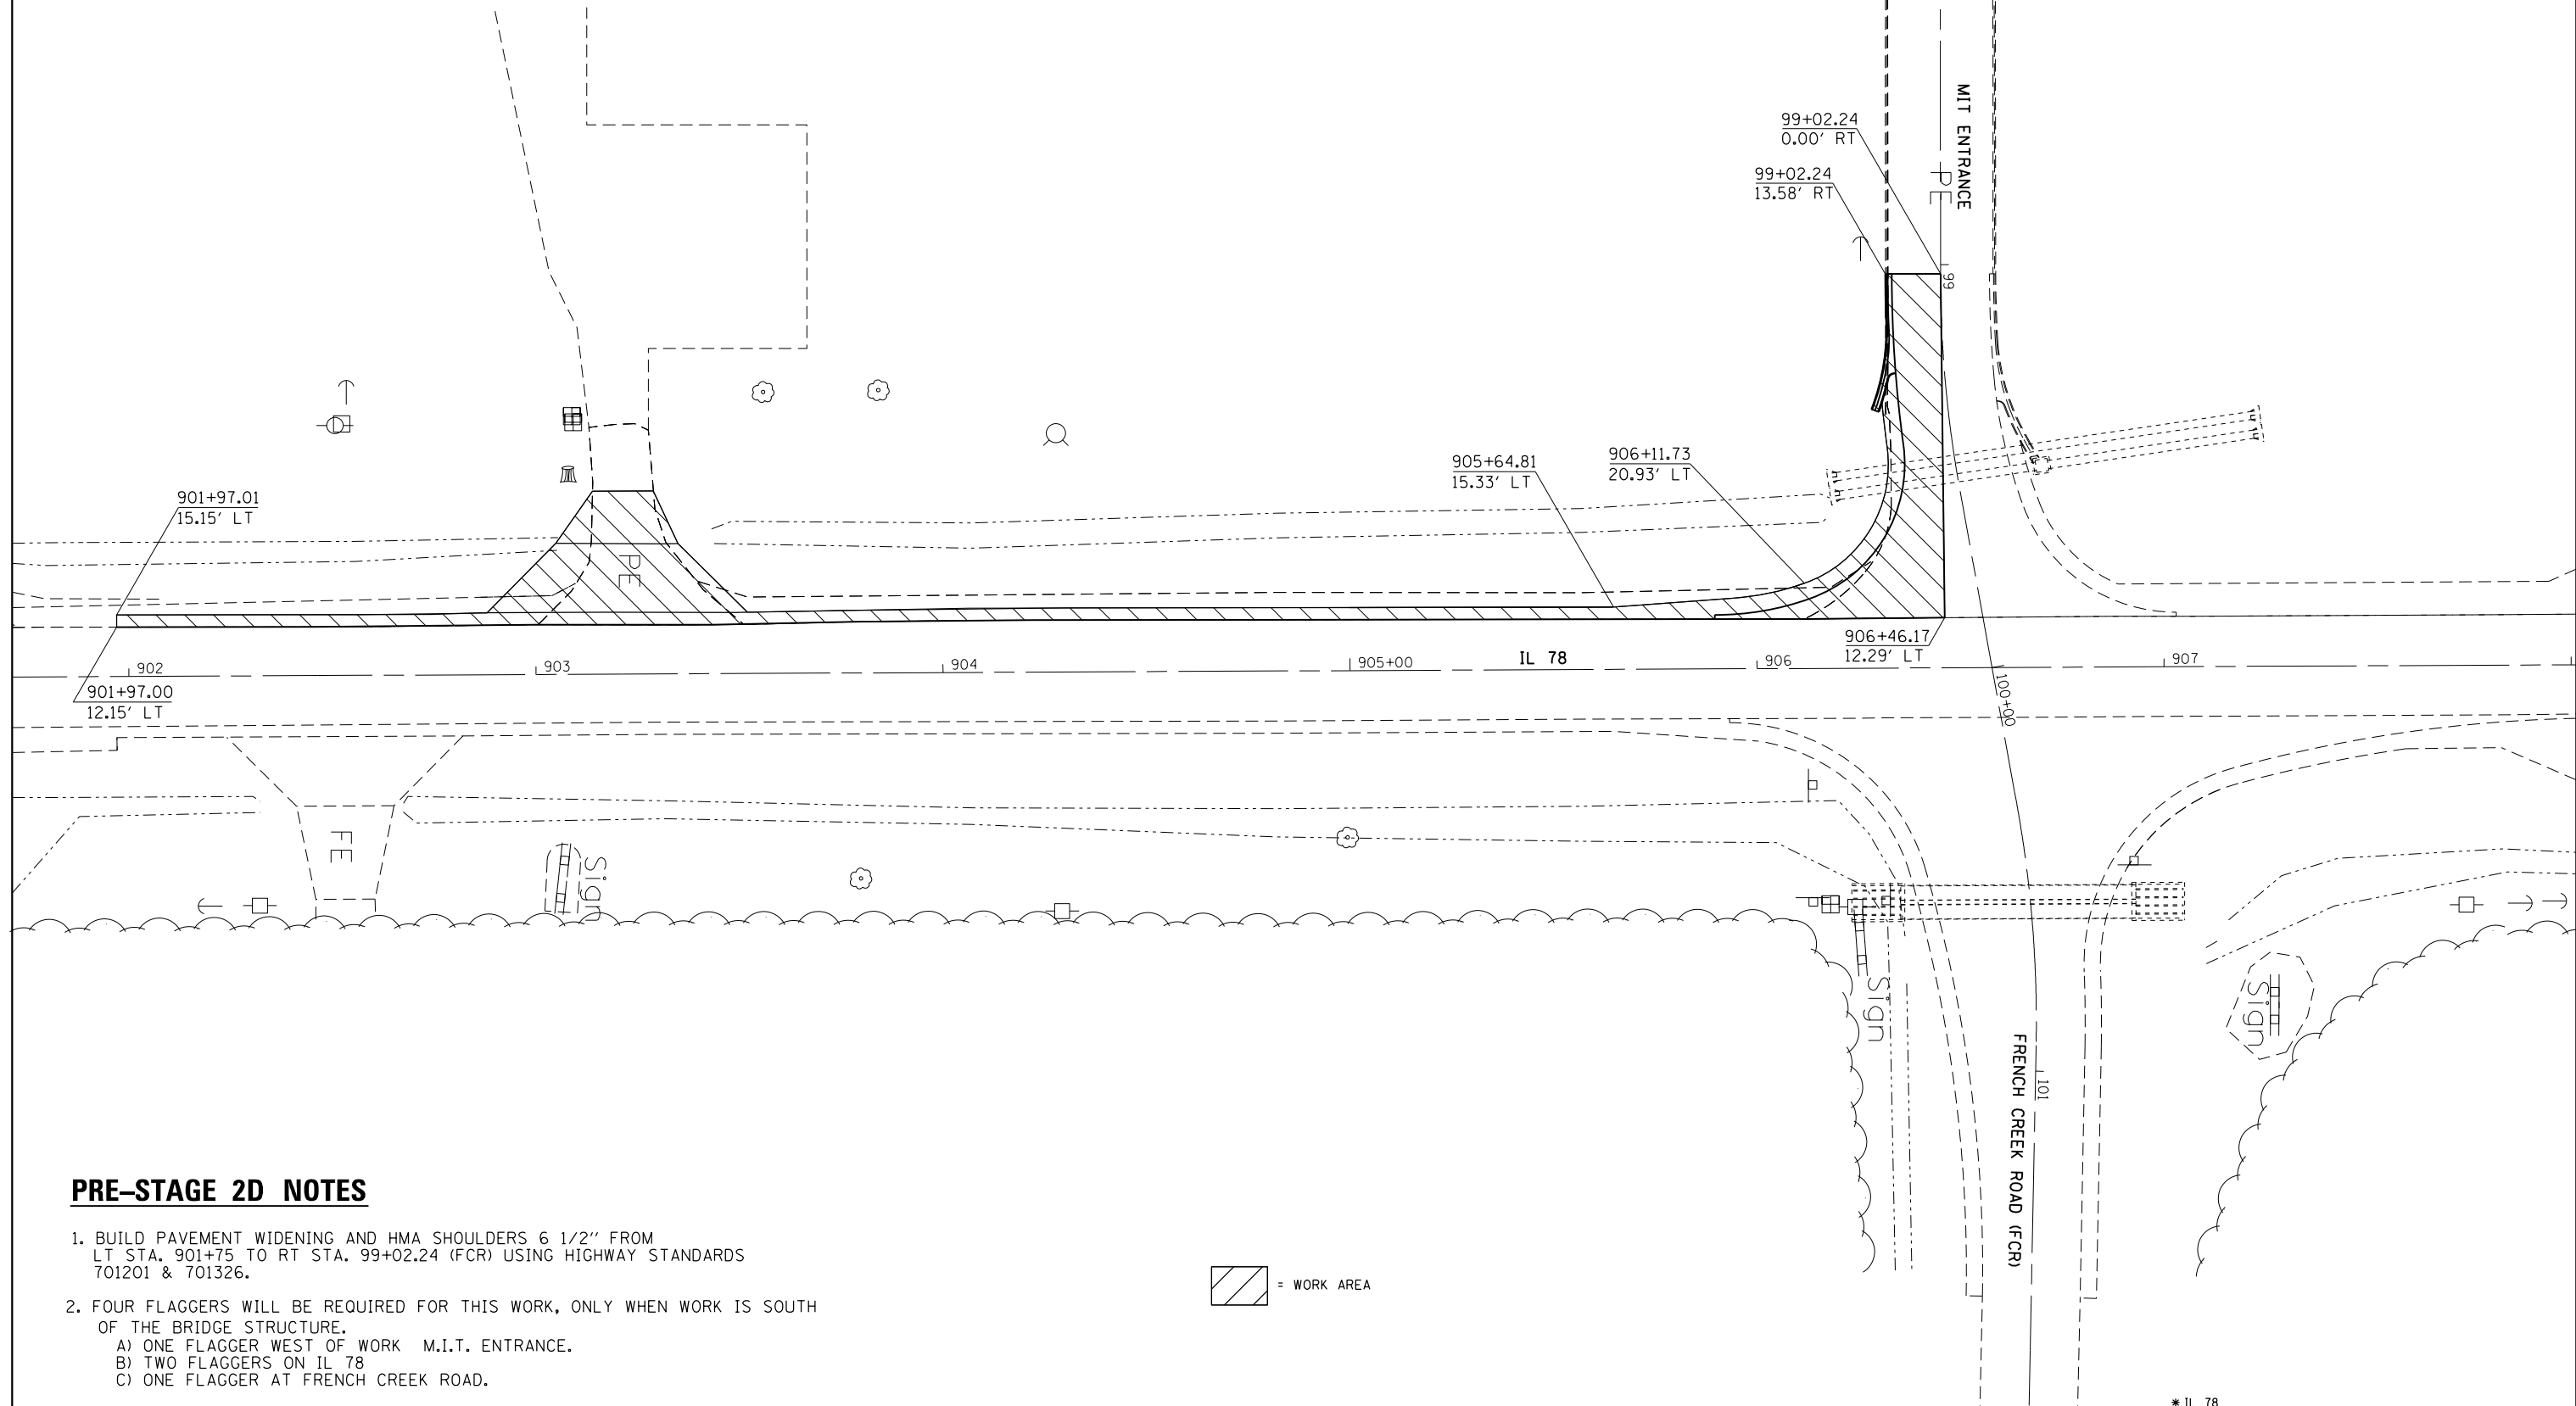 99+02.24
0.00' RT
MIT ENTRANCE
99+02.24
13.58' RT
PE
99
901+97.01
15.15' LT
905+64.81
15.33' LT
906+11.73
20.93' LT
PE
906+46.17
12.29' LT
902
903
904
905+00
IL 78
906
907
901+97.00
12.15' LT
100+00
FE
Sign
Sign
Sign
FRENCH CREEK ROAD (FCR)
101
PRE–STAGE 2D NOTES
1. BUILD PAVEMENT WIDENING AND HMA SHOULDERS 6 1/2" FROM
LT STA. 901+75 TO RT STA. 99+02.24 (FCR) USING HIGHWAY STANDARDS
701201 & 701326.
2. FOUR FLAGGERS WILL BE REQUIRED FOR THIS WORK, ONLY WHEN WORK IS SOUTH
OF THE BRIDGE STRUCTURE.
A) ONE FLAGGER WEST OF WORK M.I.T. ENTRANCE.
B) TWO FLAGGERS ON IL 78
C) ONE FLAGGER AT FRENCH CREEK ROAD.
= WORK AREA
* IL 78